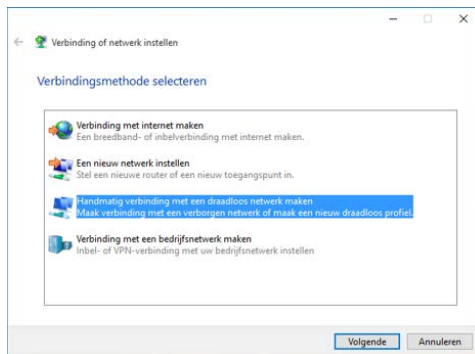 Verbinding of netwerk instellen
Verbindingsmethode selecteren
Verbinding met internet maken
Een breedband- of inbelverbinding met internet maken.
Een nieuw netwerk instellen
Stel een nieuwe router of een nieuw toegangspunt in.
Handmatig verbinding met een draadloos netwerk maken
Maak verbinding met een verborgen netwerk of maak een nieuw draadloos profiel.
Verbinding met een bedrijfsnetwerk maken
Inbel- of VPN-verbinding met uw bedrijfsnetwerk instellen
Volgende Annuleren